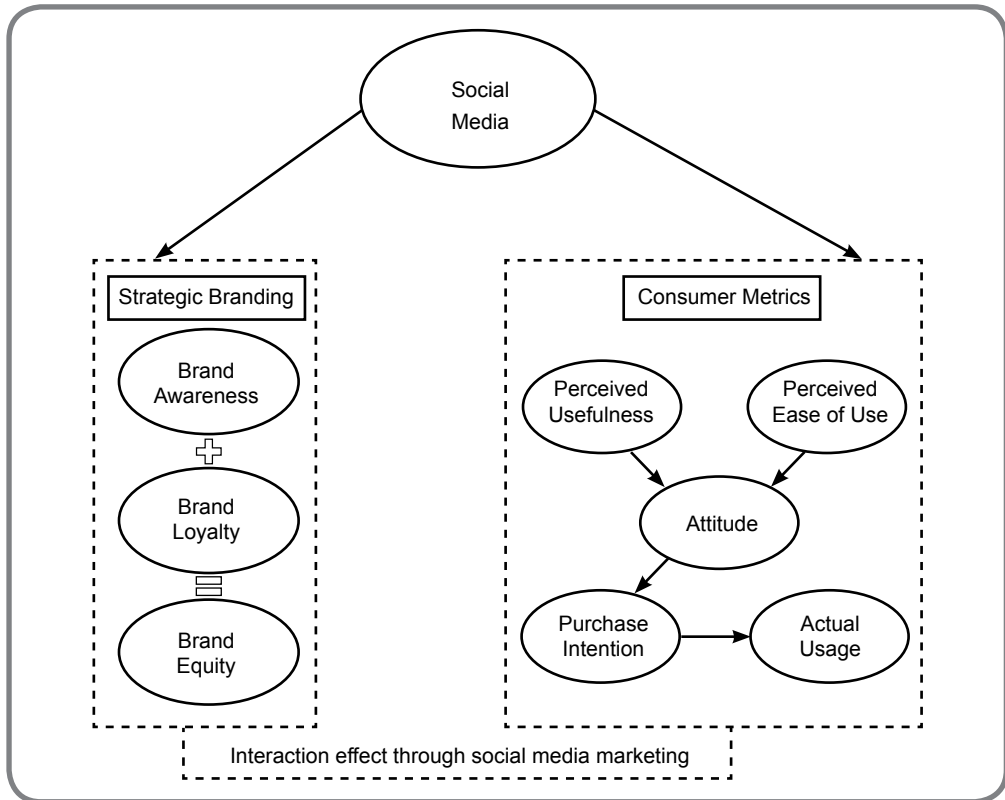 Social
Media
Strategic Branding
Brand
Awareness
Brand
Loyalty
Brand
Equity
Consumer Metrics
Perceived
Usefulness
Perceived
Ease of Use
Attitude
Purchase
Intention
Actual
Usage
Interaction effect through social media marketing